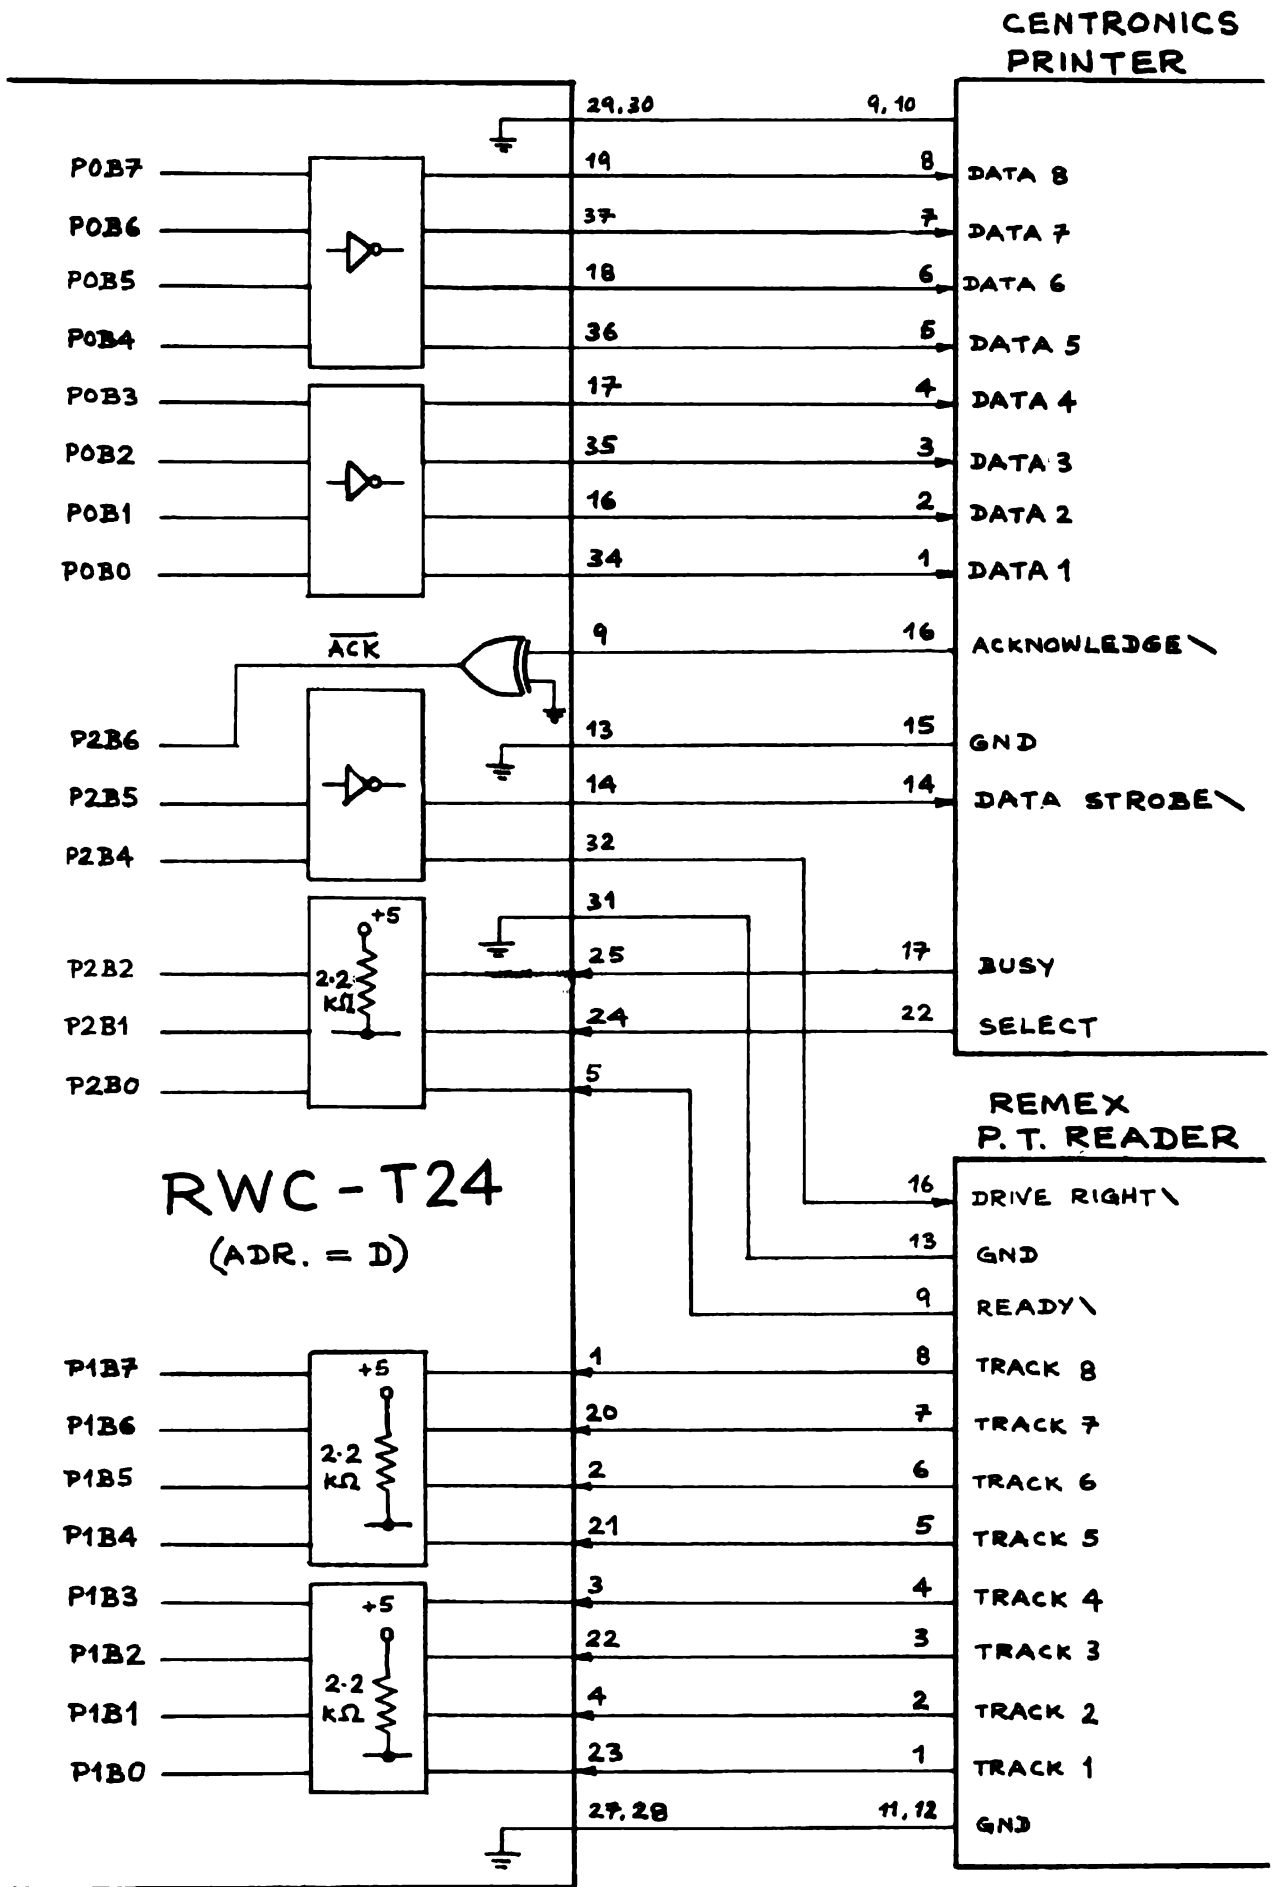 CENTRONICS
PRINTER
29,30 9,10
P0B7 19 8 DATA 8
P0B6 37 7 DATA 7
P0B5 18 6 DATA 6
P0B4 36 5 DATA 5
P0B3 17 4 DATA 4
P0B2 35 3 DATA 3
P0B1 16 2 DATA 2
P0B0 34 1 DATA 1
ACK 9 16 ACKNOWLEDGE\
P2B6 13 15 GND
P2B5 14 14 DATA STROBE\
P2B4 32
+5 31
P2B2 2.2 25 17 BUSY
KΩ
P2B1 24 22 SELECT
P2B0 5
REMEX
P.T. READER
RWC-T24
16 DRIVE RIGHT\
(ADR. = D) 13 GND
9 READY\
P1B7 +5 1 8 TRACK 8
P1B6 20 7 TRACK 7
2.2
P1B5 KΩ 2 6 TRACK 6
P1B4 21 5 TRACK 5
P1B3 +5 3 4 TRACK 4
P1B2 22 3 TRACK 3
2.2
P1B1 KΩ 4 2 TRACK 2
P1B0 23 1 TRACK 1
27,28 11,12 GND